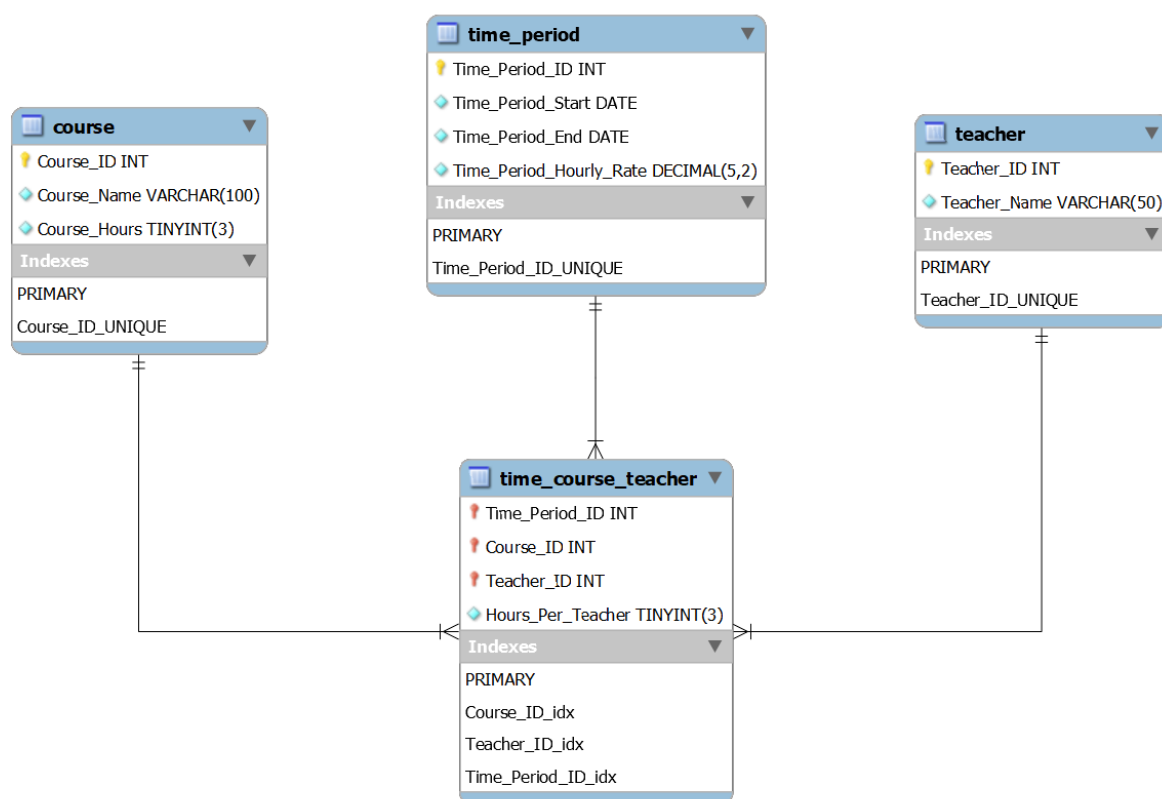 time_period
Time_Period_ID INT
Time_Period_Start DATE
Time_Period_End DATE
Time_Period_Hourly_Rate DECIMAL(5,2)
Indexes
PRIMARY
Time_Period_ID_UNIQUE
course
Course_ID INT
Course_Name VARCHAR(100)
Course_Hours TINYINT(3)
Indexes
PRIMARY
Course_ID_UNIQUE
teacher
Teacher_ID INT
Teacher_Name VARCHAR(50)
Indexes
PRIMARY
Teacher_ID_UNIQUE
time_course_teacher
Time_Period_ID INT
Course_ID INT
Teacher_ID INT
Hours_Per_Teacher TINYINT(3)
Indexes
PRIMARY
Course_ID_idx
Teacher_ID_idx
Time_Period_ID_idx